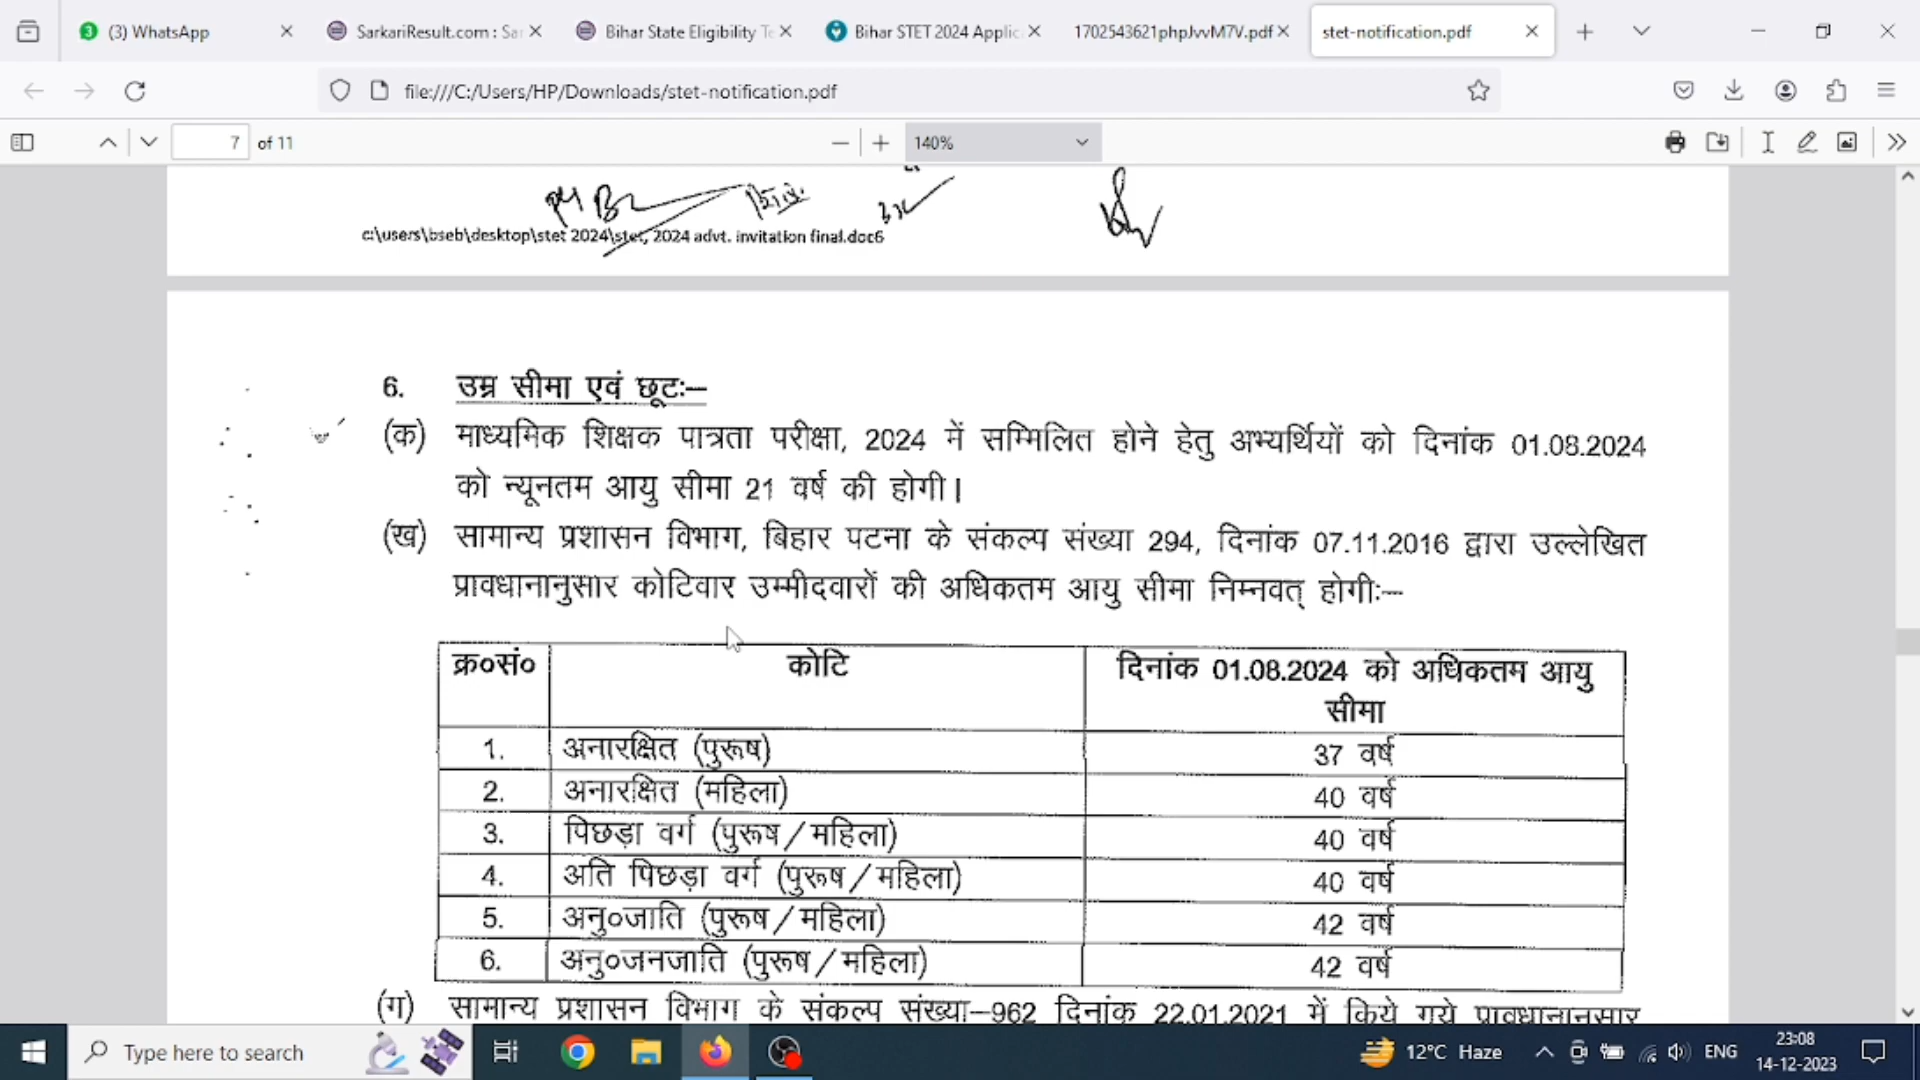 (3) WhatsApp
SarkariResult.com : Sar
Bihar State Eligibility Te
Bihar STET 2024 Applic
1702543621phpJvvM7V.pdf
stet-notification.pdf
file:///C:/Users/HP/Downloads/stet-notification.pdf
7 of 11
140%
c:\users\bseb\desktop\stet 2024\stet, 2024 advt. invitation final.doc6
6. उम्र सीमा एवं छूटः—
(क) माध्यमिक शिक्षक पात्रता परीक्षा, 2024 में सम्मिलित होने हेतु अभ्यर्थियों को दिनांक 01.08.2024
को न्यूनतम आयु सीमा 21 वर्ष की होगी।
(ख) सामान्य प्रशासन विभाग, बिहार पटना के संकल्प संख्या 294, दिनांक 07.11.2016 द्वारा उल्लेखित
प्रावधानानुसार कोटिवार उम्मीदवारों की अधिकतम आयु सीमा निम्नवत् होगीः—
क्र०सं० कोटि दिनांक 01.08.2024 को अधिकतम आयु
सीमा
1. अनारक्षित (पुरूष) 37 वर्ष
2. अनारक्षित (महिला) 40 वर्ष
3. पिछड़ा वर्ग (पुरूष/महिला) 40 वर्ष
4. अति पिछड़ा वर्ग (पुरूष/महिला) 40 वर्ष
5. अनु०जाति (पुरूष/महिला) 42 वर्ष
6. अनु०जनजाति (पुरूष/महिला) 42 वर्ष
(ग) सामान्य प्रशासन विभाग के संकल्प संख्या—962 दिनांक 22.01.2021 में किये गये प्रावधानानुसार
Type here to search
12°C Haze
ENG
23:08
14-12-2023